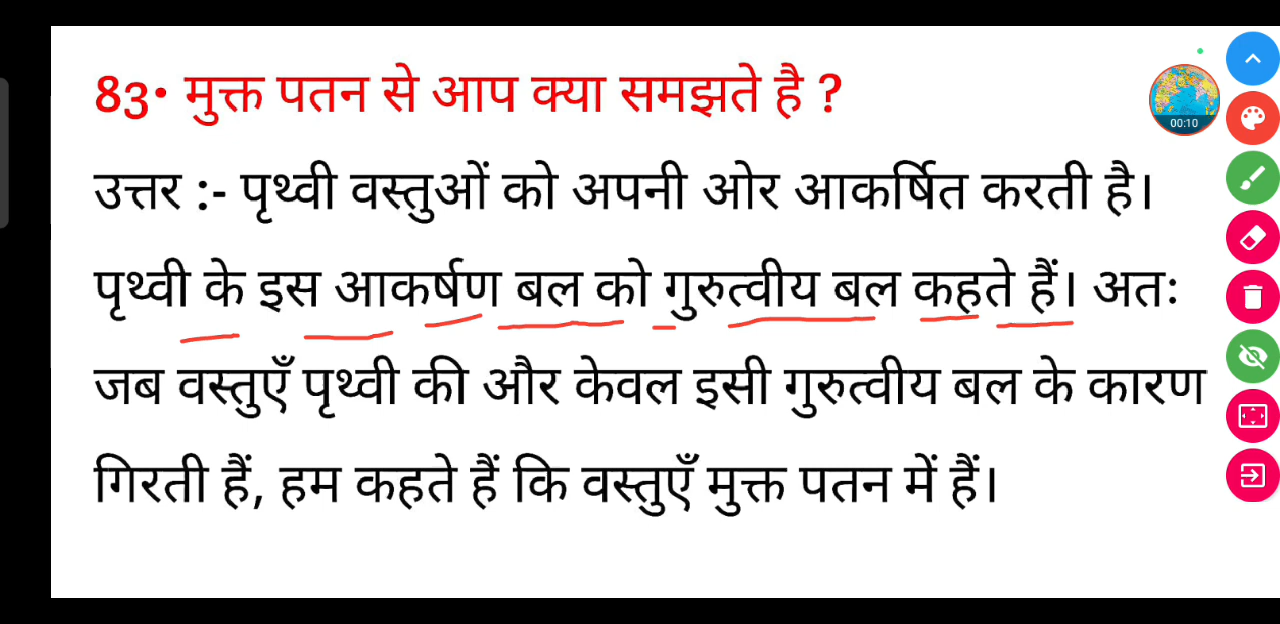 83• मुक्त पतन से आप क्या समझते है ?
00:10
उत्तर :- पृथ्वी वस्तुओं को अपनी ओर आकर्षित करती है।
पृथ्वी के इस आकर्षण बल को गुरुत्वीय बल कहते हैं। अतः
जब वस्तुएँ पृथ्वी की और केवल इसी गुरुत्वीय बल के कारण
गिरती हैं, हम कहते हैं कि वस्तुएँ मुक्त पतन में हैं।